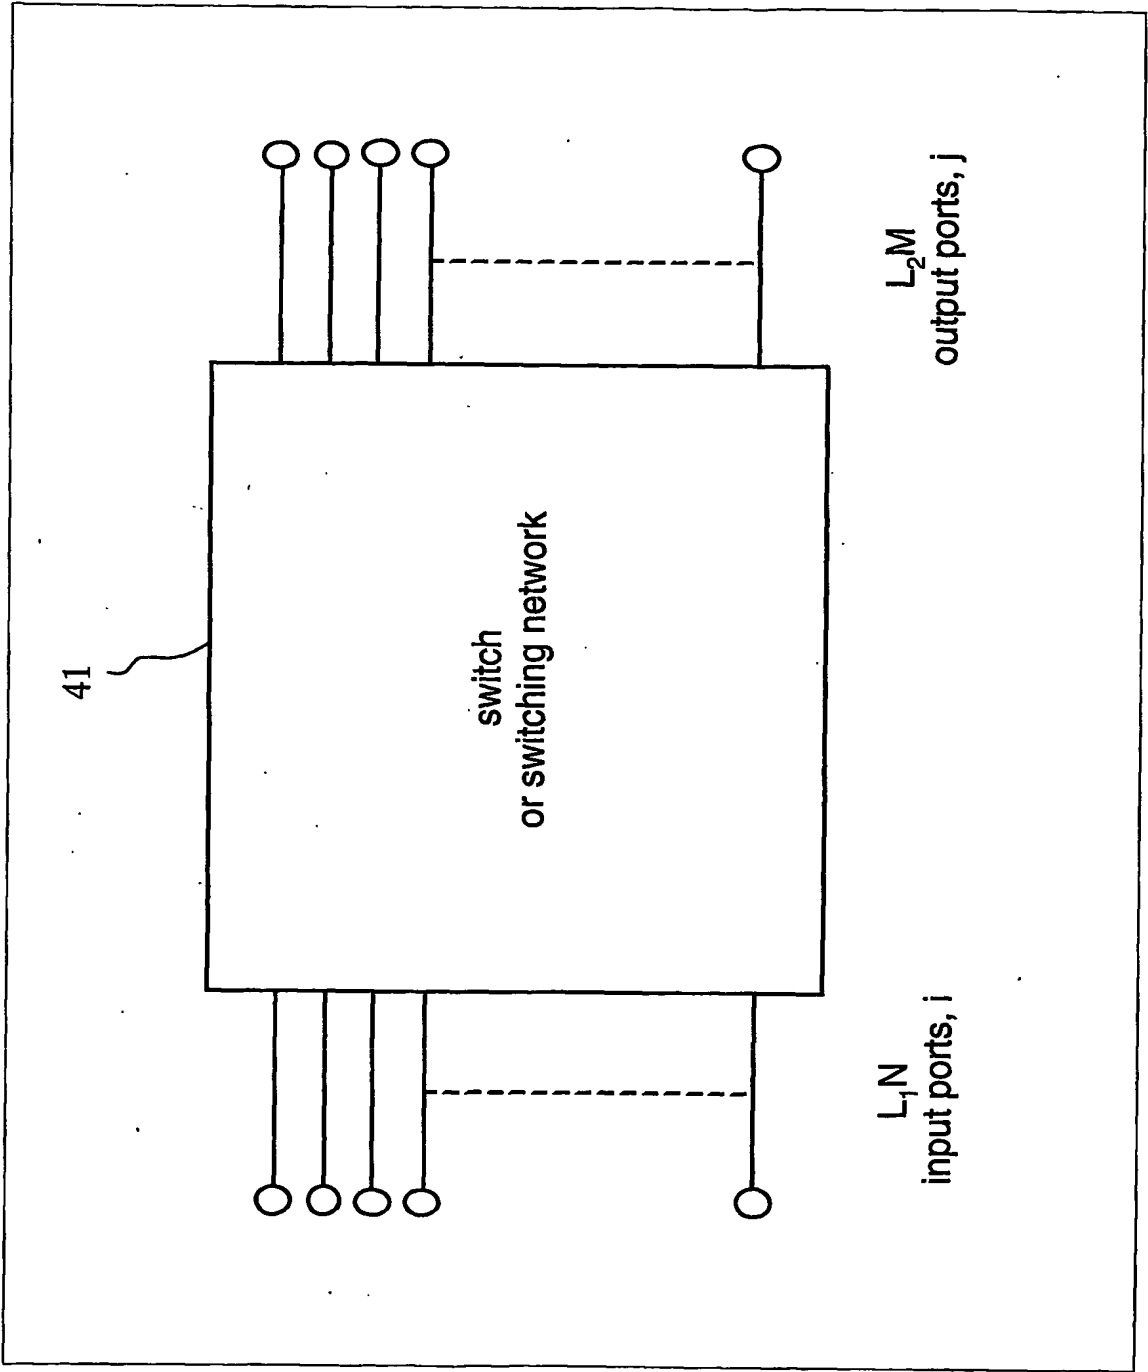 41
switch
or switching network
L₁N
input ports, i
L₂M
output ports, j